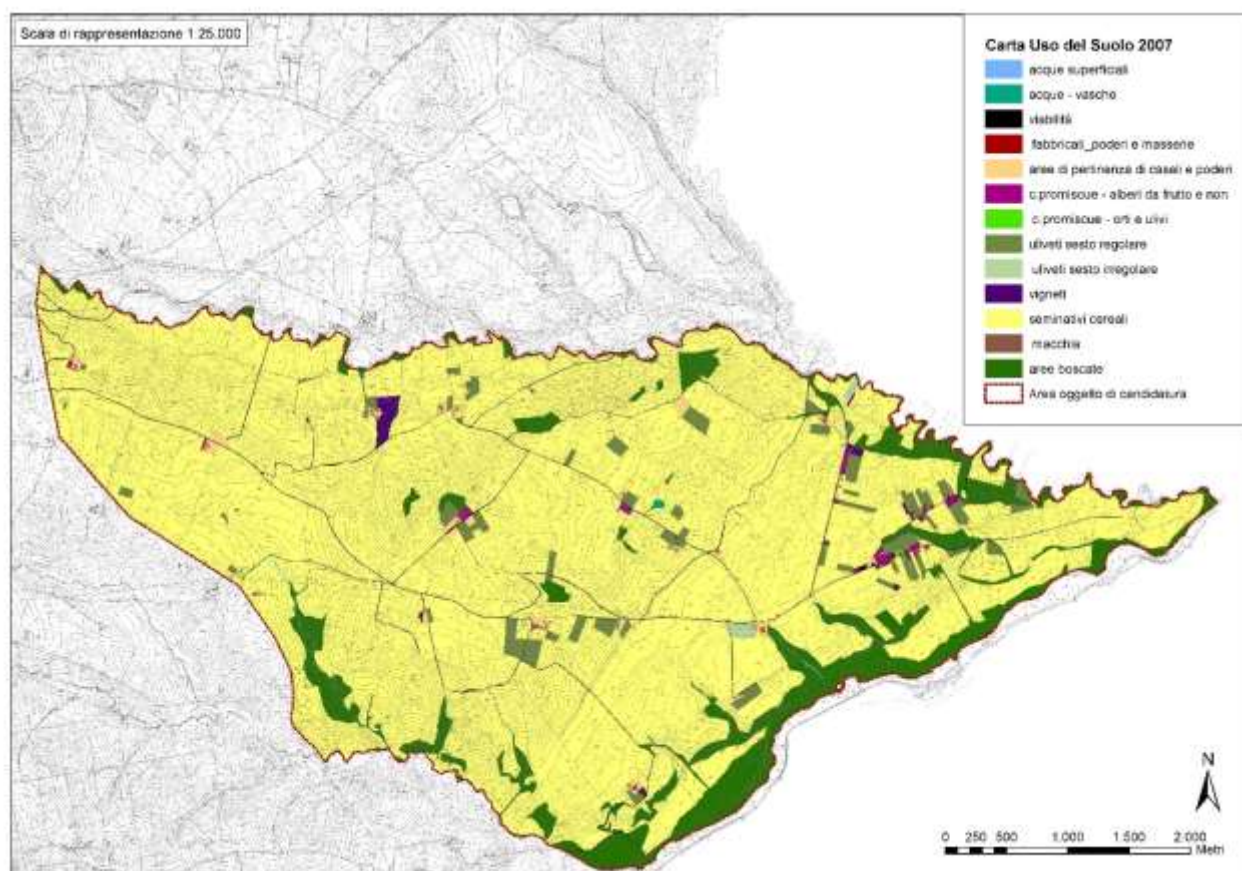 Scala di rappresentazione 1:25.000
Carta Uso del Suolo 2007
acque superficiali
acque - vasche
viabilità
fabbricati_poderi e masserie
aree di pertinenza di casali e poderi
c.promiscue - alberi da frutto e non
c.promiscue - orti e ulivi
uliveti sesto regolare
uliveti sesto irregolare
vigneti
seminativi cereali
macchia
aree boscate
Area oggetto di candidatura
N
0 250 500 1.000 1.500 2.000
Metri